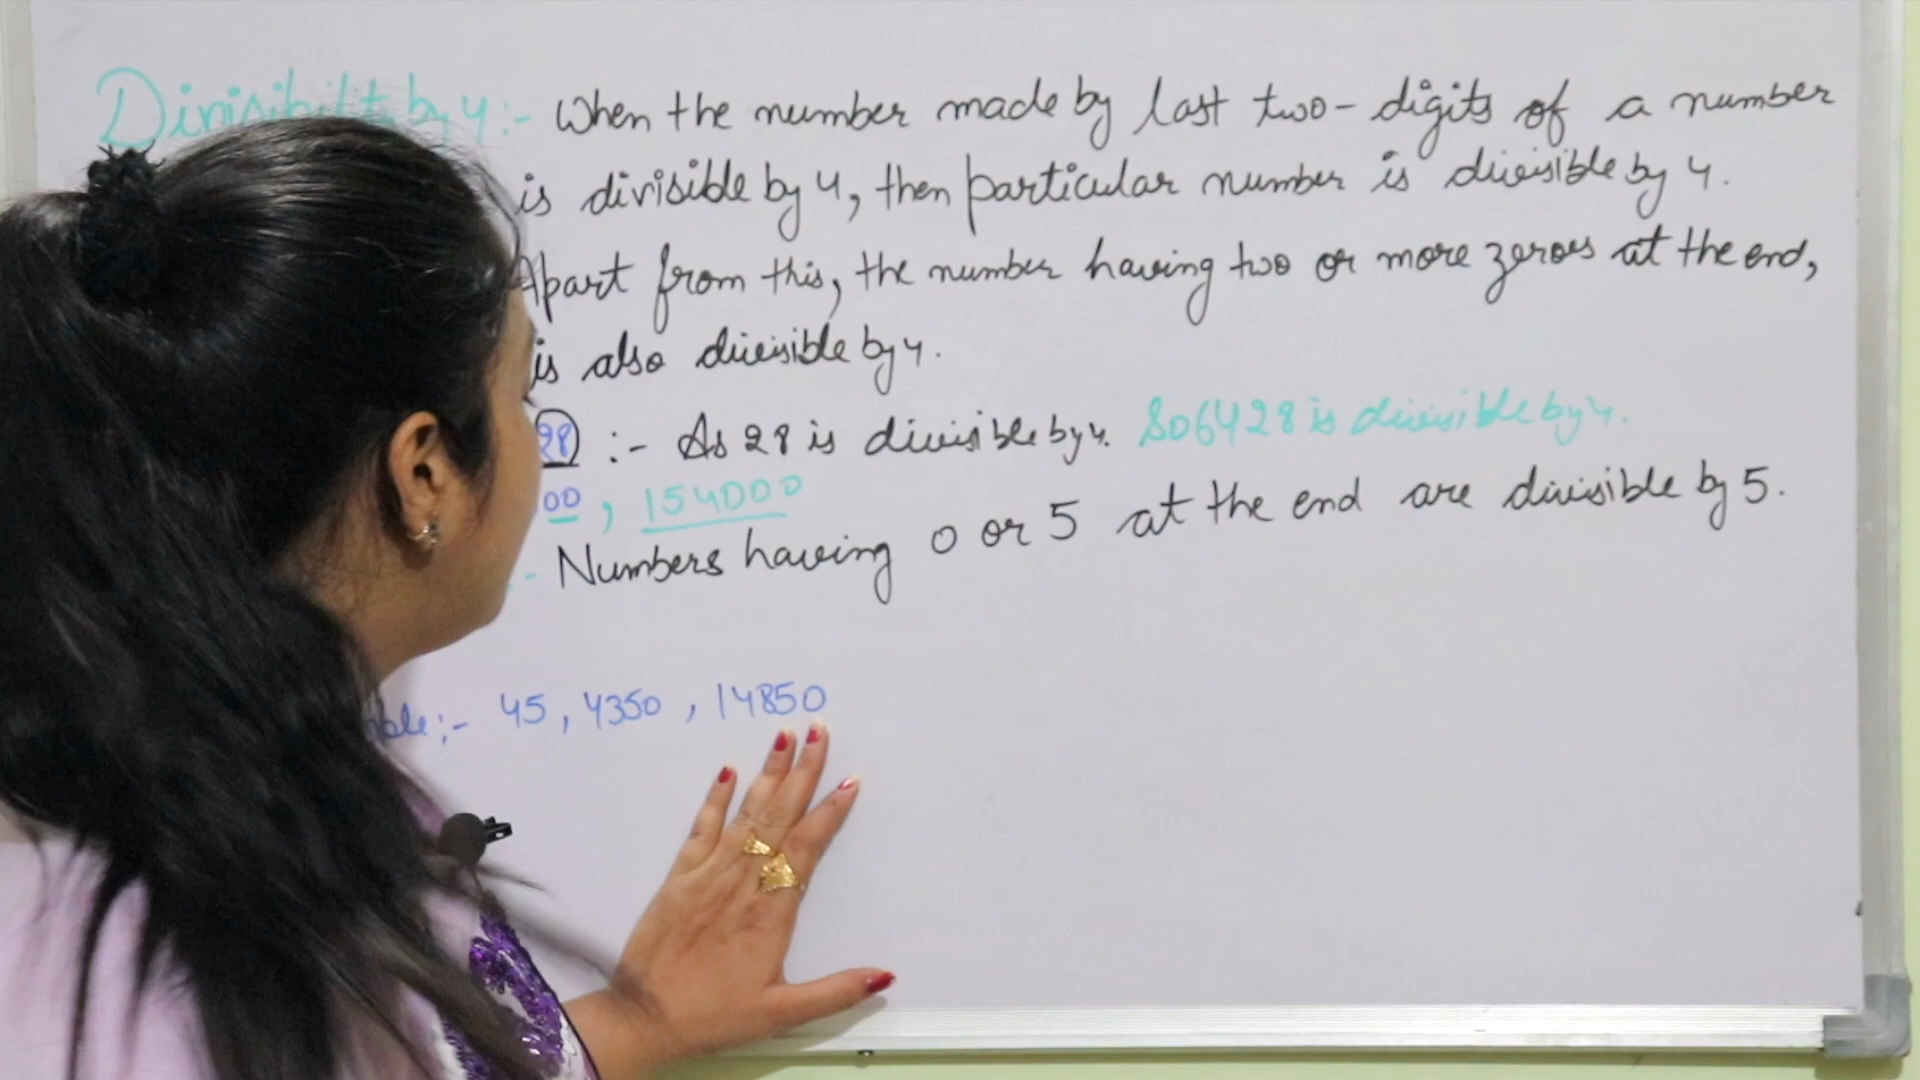 Divisibility by 4:- When the number made by last two-digits of a number
is divisible by 4, then particular number is divisible by 4.
Apart from this, the number having two or more zeroes at the end,
is also divisible by 4.
28 :- As 28 is divisible by 4. 806428 is divisible by 4.
00, 154000
:- Numbers having 0 or 5 at the end are divisible by 5.
ple:- 45, 4350, 14850